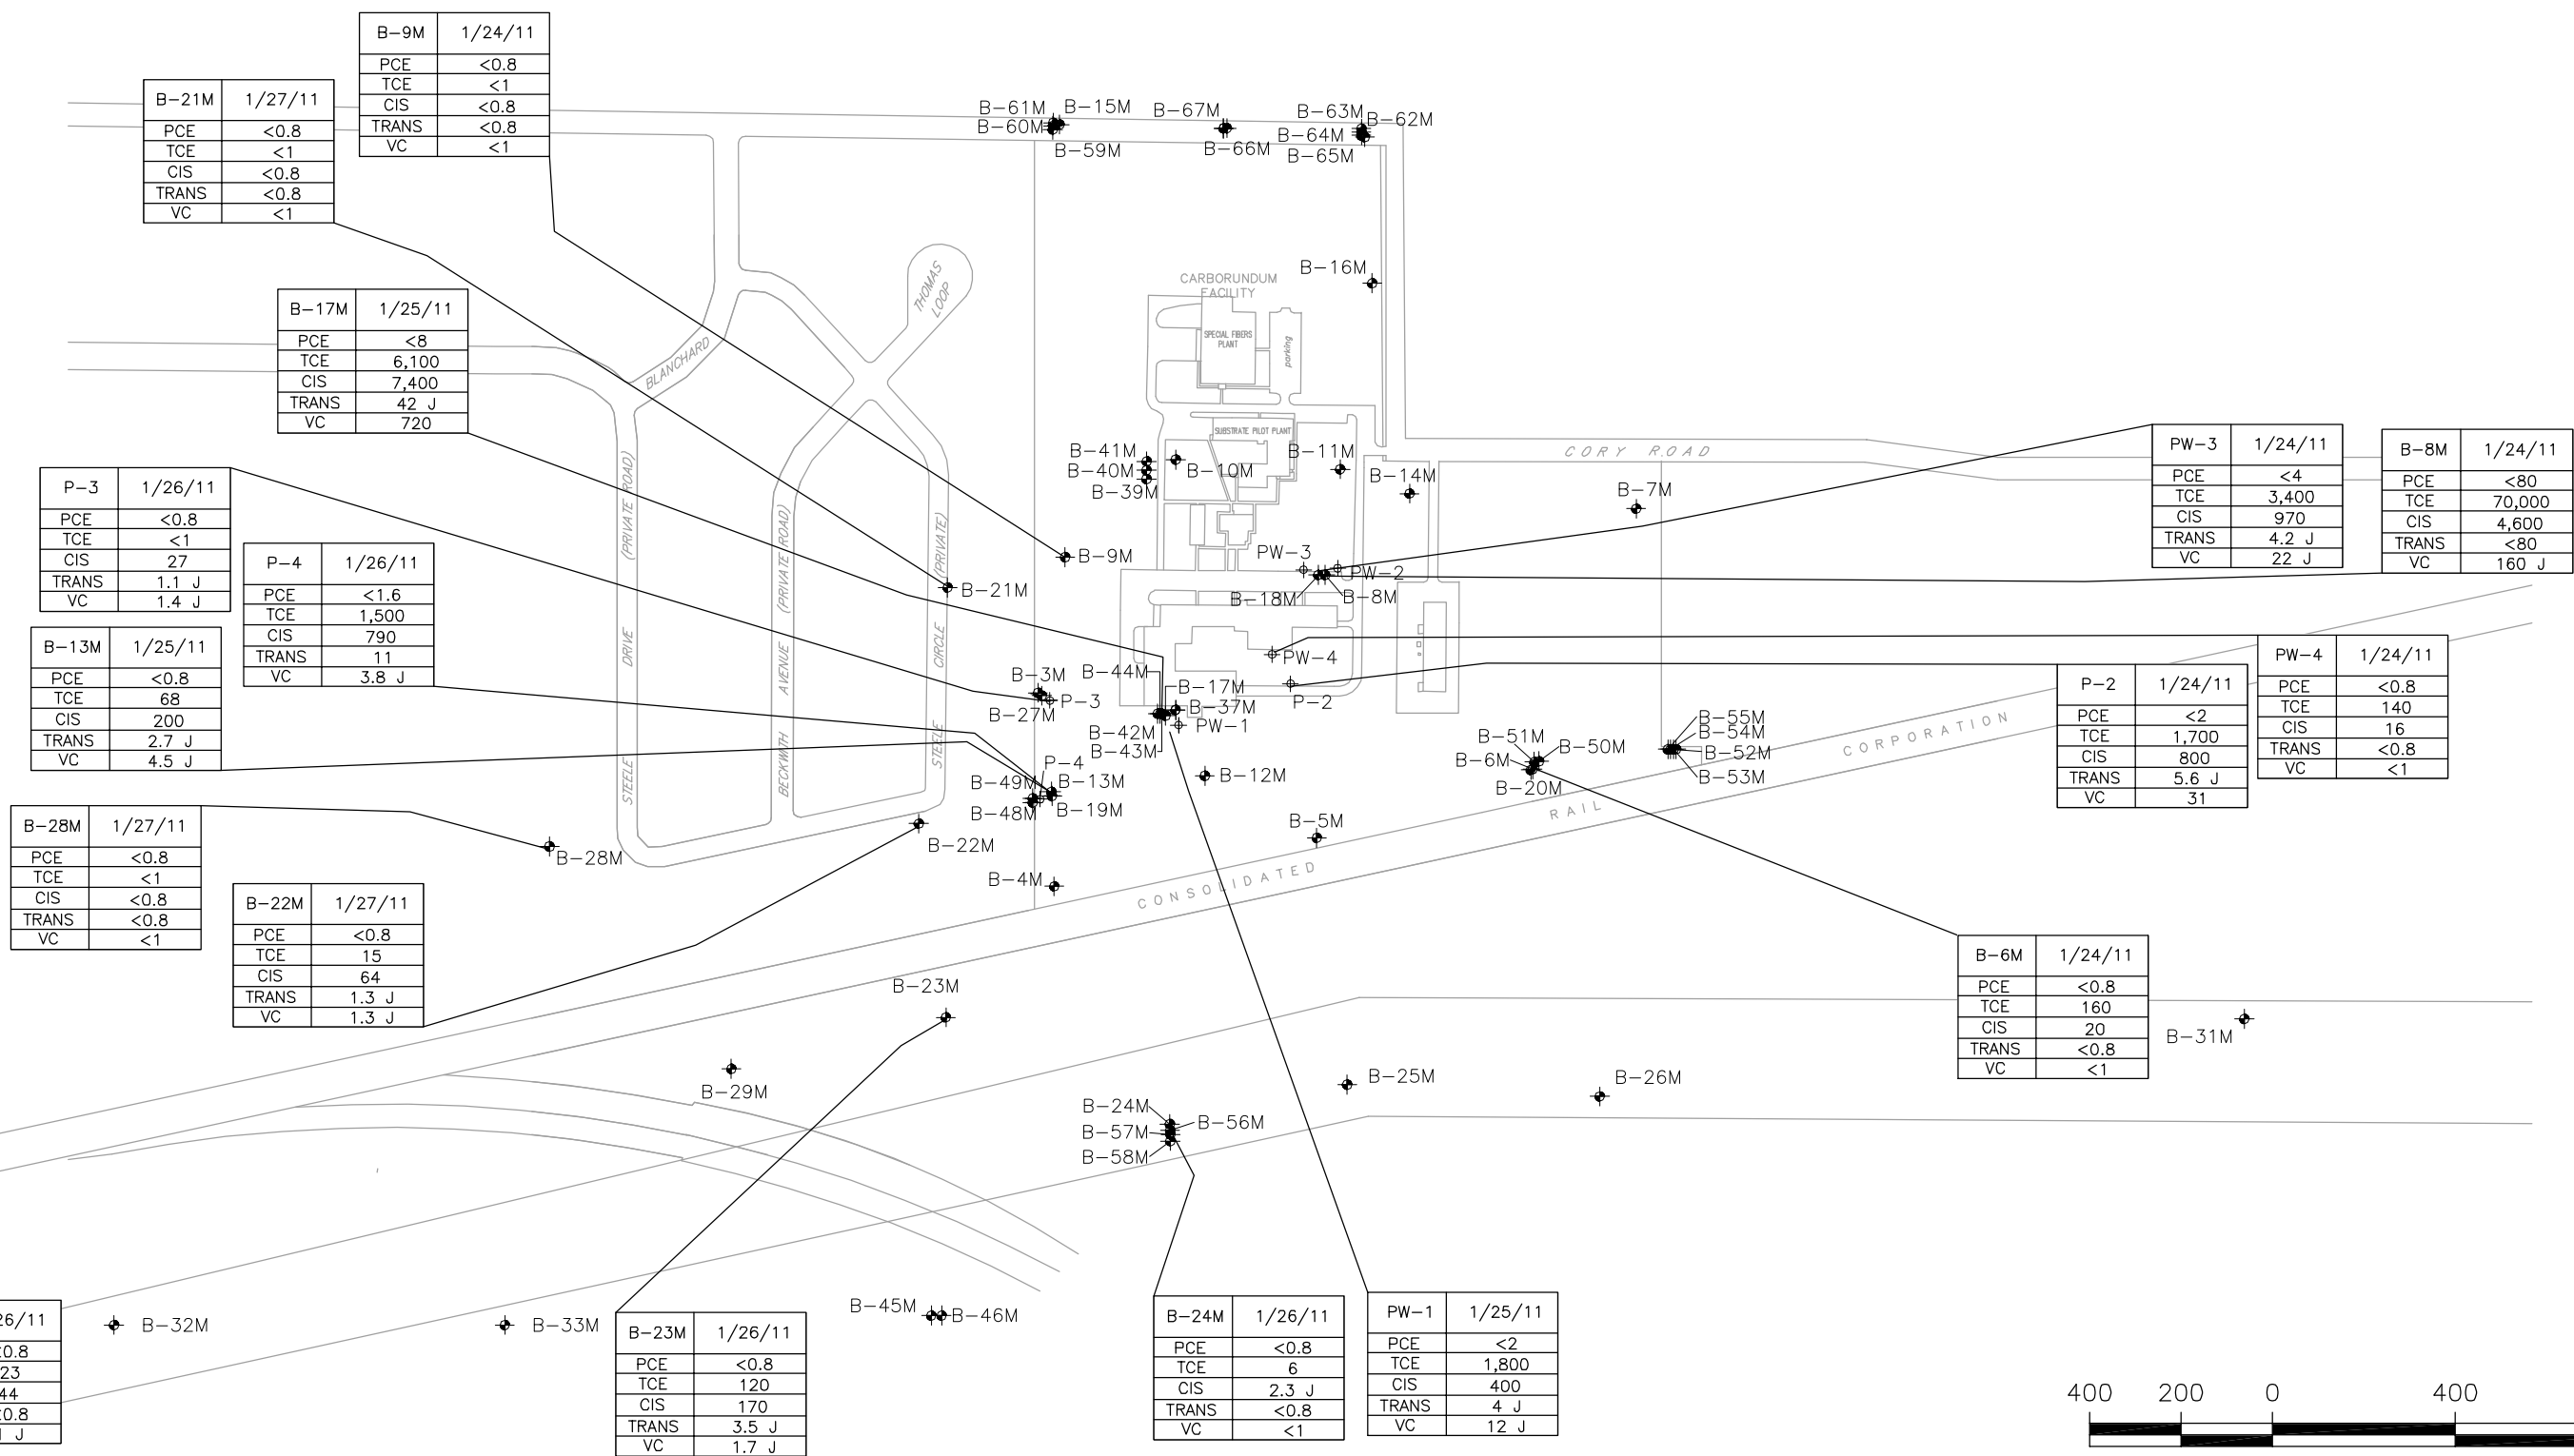 B-9M 1/24/11
PCE <0.8
TCE <1
CIS <0.8
TRANS <0.8
VC <1
B-21M 1/27/11
PCE <0.8
TCE <1
CIS <0.8
TRANS <0.8
VC <1
B-17M 1/25/11
PCE <8
TCE 6,100
CIS 7,400
TRANS 42 J
VC 720
P-3 1/26/11
PCE <0.8
TCE <1
CIS 27
TRANS 1.1 J
VC 1.4 J
P-4 1/26/11
PCE <1.6
TCE 1,500
CIS 790
TRANS 11
VC 3.8 J
B-13M 1/25/11
PCE <0.8
TCE 68
CIS 200
TRANS 2.7 J
VC 4.5 J
B-28M 1/27/11
PCE <0.8
TCE <1
CIS <0.8
TRANS <0.8
VC <1
B-22M 1/27/11
PCE <0.8
TCE 15
CIS 64
TRANS 1.3 J
VC 1.3 J
B-61M B-15M
B-60M
B-59M
B-67M
B-66M
B-63M
B-62M
B-64M
B-65M
B-16M
CARBORUNDUM
FACILITY
SPECIAL FIBERS
PLANT
parking
SUBSTRATE PILOT PLANT
THOMAS
LOOP
BLANCHARD
STEELE DRIVE (PRIVATE ROAD)
BECKWITH AVENUE (PRIVATE ROAD)
STEELE CIRCLE (PRIVATE)
CORY ROAD
B-41M
B-40M
B-39M
B-10M
B-11M
B-14M
B-7M
B-9M
B-21M
PW-3
PW-2
B-18M
B-8M
PW-4
P-2
B-3M
P-3
B-27M
B-44M
B-17M
B-37M
B-42M
PW-1
B-43M
B-12M
P-4
B-49M
B-13M
B-48M
B-19M
B-22M
B-28M
B-5M
B-4M
B-51M
B-50M
B-6M
B-20M
B-55M
B-54M
B-52M
B-53M
CONSOLIDATED RAIL CORPORATION
PW-3 1/24/11
PCE <4
TCE 3,400
CIS 970
TRANS 4.2 J
VC 22 J
B-8M 1/24/11
PCE <80
TCE 70,000
CIS 4,600
TRANS <80
VC 160 J
PW-4 1/24/11
PCE <0.8
TCE 140
CIS 16
TRANS <0.8
VC <1
P-2 1/24/11
PCE <2
TCE 1,700
CIS 800
TRANS 5.6 J
VC 31
B-6M 1/24/11
PCE <0.8
TCE 160
CIS 20
TRANS <0.8
VC <1
B-31M
B-23M
B-29M
B-25M
B-26M
B-24M
B-56M
B-57M
B-58M
B-32M
B-33M
B-45M B-46M
23
44
B-23M 1/26/11
PCE <0.8
TCE 120
CIS 170
TRANS 3.5 J
VC 1.7 J
B-24M 1/26/11
PCE <0.8
TCE 6
CIS 2.3 J
TRANS <0.8
VC <1
PW-1 1/25/11
PCE <2
TCE 1,800
CIS 400
TRANS 4 J
VC 12 J
400 200 0 400